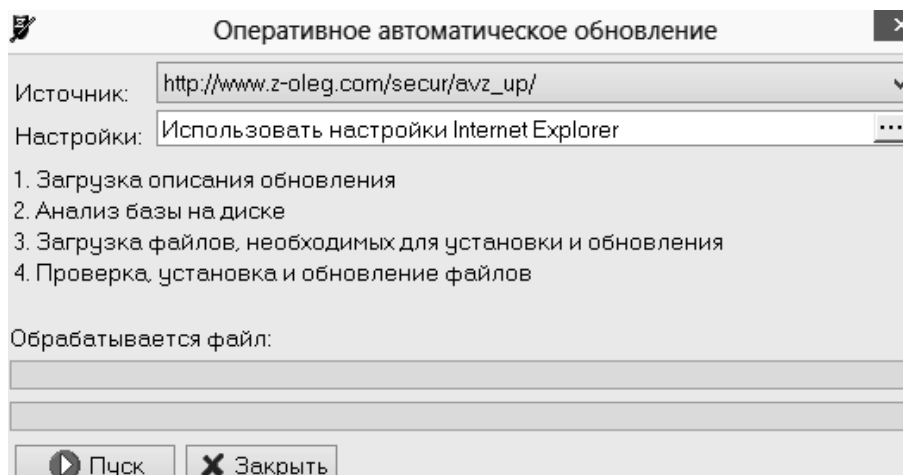 Оперативное автоматическое обновление
Источник: http://www.z-oleg.com/secur/avz_up/
Настройки: Использовать настройки Internet Explorer ...
1. Загрузка описания обновления
2. Анализ базы на диске
3. Загрузка файлов, необходимых для установки и обновления
4. Проверка, установка и обновление файлов
Обрабатывается файл:
Пуск Закрыть